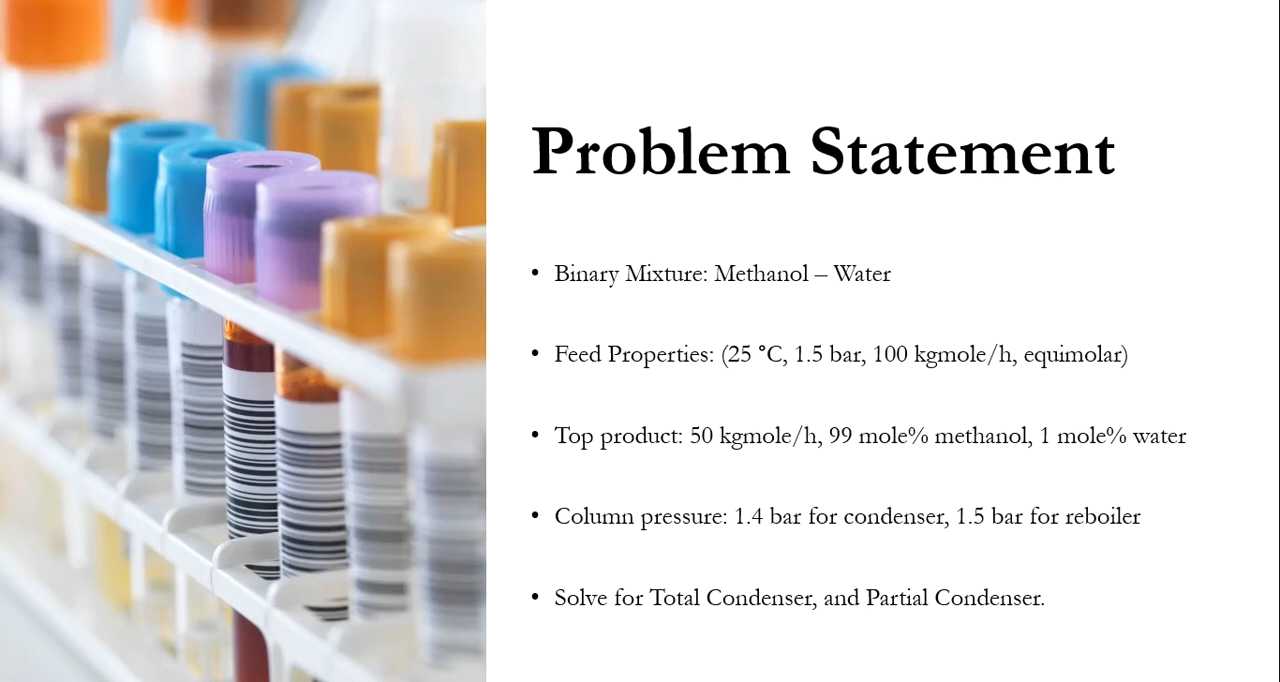 Problem Statement
• Binary Mixture: Methanol – Water
• Feed Properties: (25 °C, 1.5 bar, 100 kgmole/h, equimolar)
• Top product: 50 kgmole/h, 99 mole% methanol, 1 mole% water
• Column pressure: 1.4 bar for condenser, 1.5 bar for reboiler
• Solve for Total Condenser, and Partial Condenser.